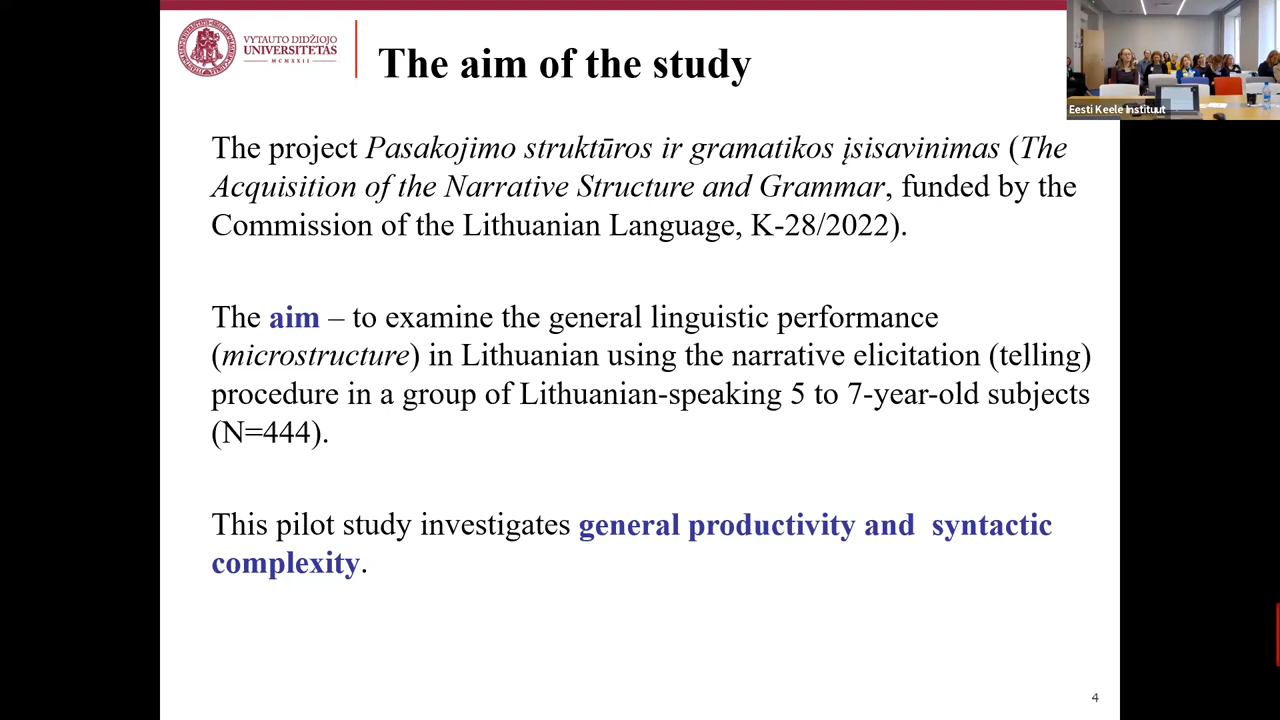 VYTAUTO DIDŽIOJO
UNIVERSITETAS
MCMXXII
The aim of the study
Eesti Keele Instituut
The project Pasakojimo struktūros ir gramatikos įsisavinimas (The
Acquisition of the Narrative Structure and Grammar, funded by the
Commission of the Lithuanian Language, K-28/2022).
The aim – to examine the general linguistic performance
(microstructure) in Lithuanian using the narrative elicitation (telling)
procedure in a group of Lithuanian-speaking 5 to 7-year-old subjects
(N=444).
This pilot study investigates general productivity and  syntactic
complexity.
4